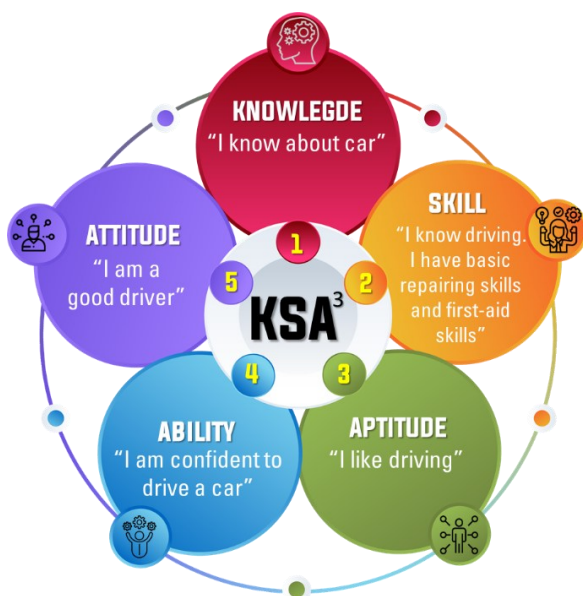 KNOWLEGDE
“I know about car”
SKILL
“I know driving.
I have basic
repairing skills
and first-aid
skills”
APTITUDE
“I like driving”
ABILITY
“I am confident to
drive a car”
ATTITUDE
“I am a
good driver”
1
2
3
4
5
KSA³